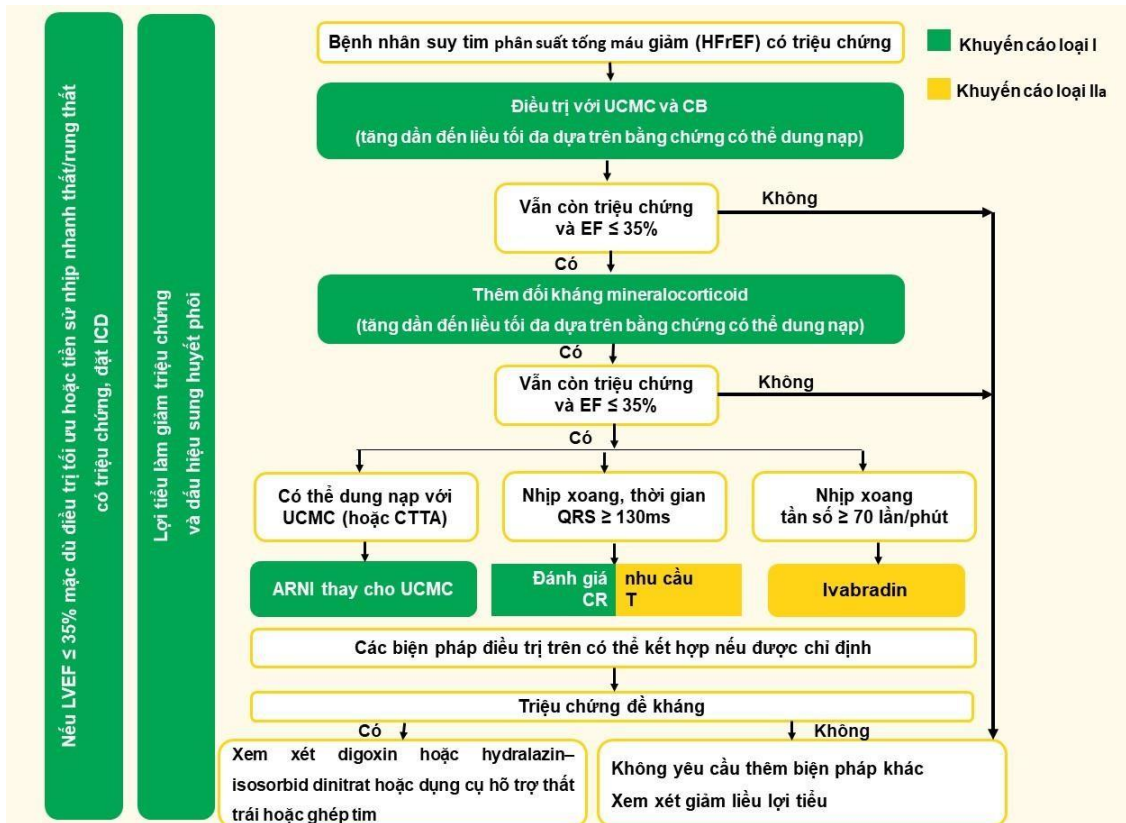 Nếu LVEF ≤ 35% mặc dù điều trị tối ưu hoặc tiền sử nhịp nhanh thất/rung thất
có triệu chứng, đặt ICD
Lợi tiểu làm giảm triệu chứng
và dấu hiệu sung huyết phổi
Bệnh nhân suy tim phân suất tống máu giảm (HFrEF) có triệu chứng
Khuyến cáo loại I
Khuyến cáo loại IIa
Điều trị với UCMC và CB
(tăng dần đến liều tối đa dựa trên bằng chứng có thể dung nạp)
Vẫn còn triệu chứng
và EF ≤ 35%
Không
Có
Thêm đối kháng mineralocorticoid
(tăng dần đến liều tối đa dựa trên bằng chứng có thể dung nạp)
Có
Vẫn còn triệu chứng
và EF ≤ 35%
Không
Có
Có thể dung nạp với
UCMC (hoặc CTTA)
Nhịp xoang, thời gian
QRS ≥ 130ms
Nhịp xoang
tần số ≥ 70 lần/phút
ARNI thay cho UCMC
Đánh giá nhu cầu
CR T
Ivabradin
Các biện pháp điều trị trên có thể kết hợp nếu được chỉ định
Triệu chứng đề kháng
Có
Không
Xem xét digoxin hoặc hydralazin–
isosorbid dinitrat hoặc dụng cụ hỗ trợ thất
trái hoặc ghép tim
Không yêu cầu thêm biện pháp khác
Xem xét giảm liều lợi tiểu